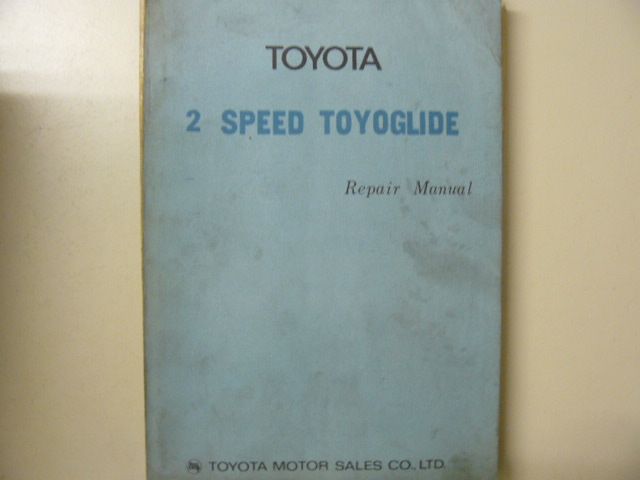 TOYOTA
2 SPEED TOYOGLIDE
Repair Manual
TOYOTA MOTOR SALES CO., LTD.